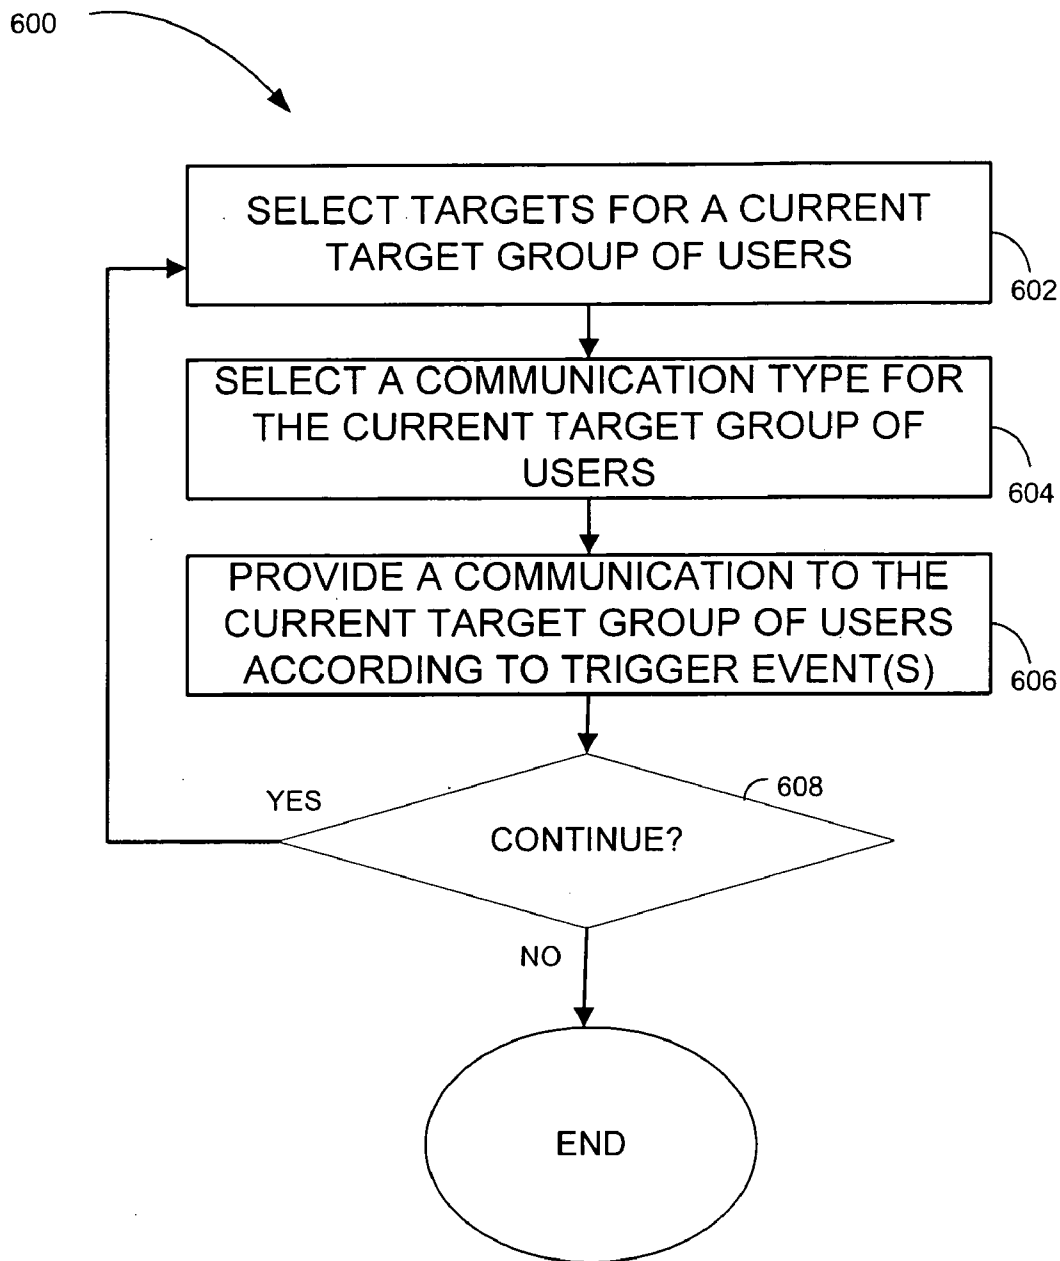 600
SELECT TARGETS FOR A CURRENT
TARGET GROUP OF USERS
602
SELECT A COMMUNICATION TYPE FOR
THE CURRENT TARGET GROUP OF
USERS
604
PROVIDE A COMMUNICATION TO THE
CURRENT TARGET GROUP OF USERS
ACCORDING TO TRIGGER EVENT(S)
606
608
YES
CONTINUE?
NO
END